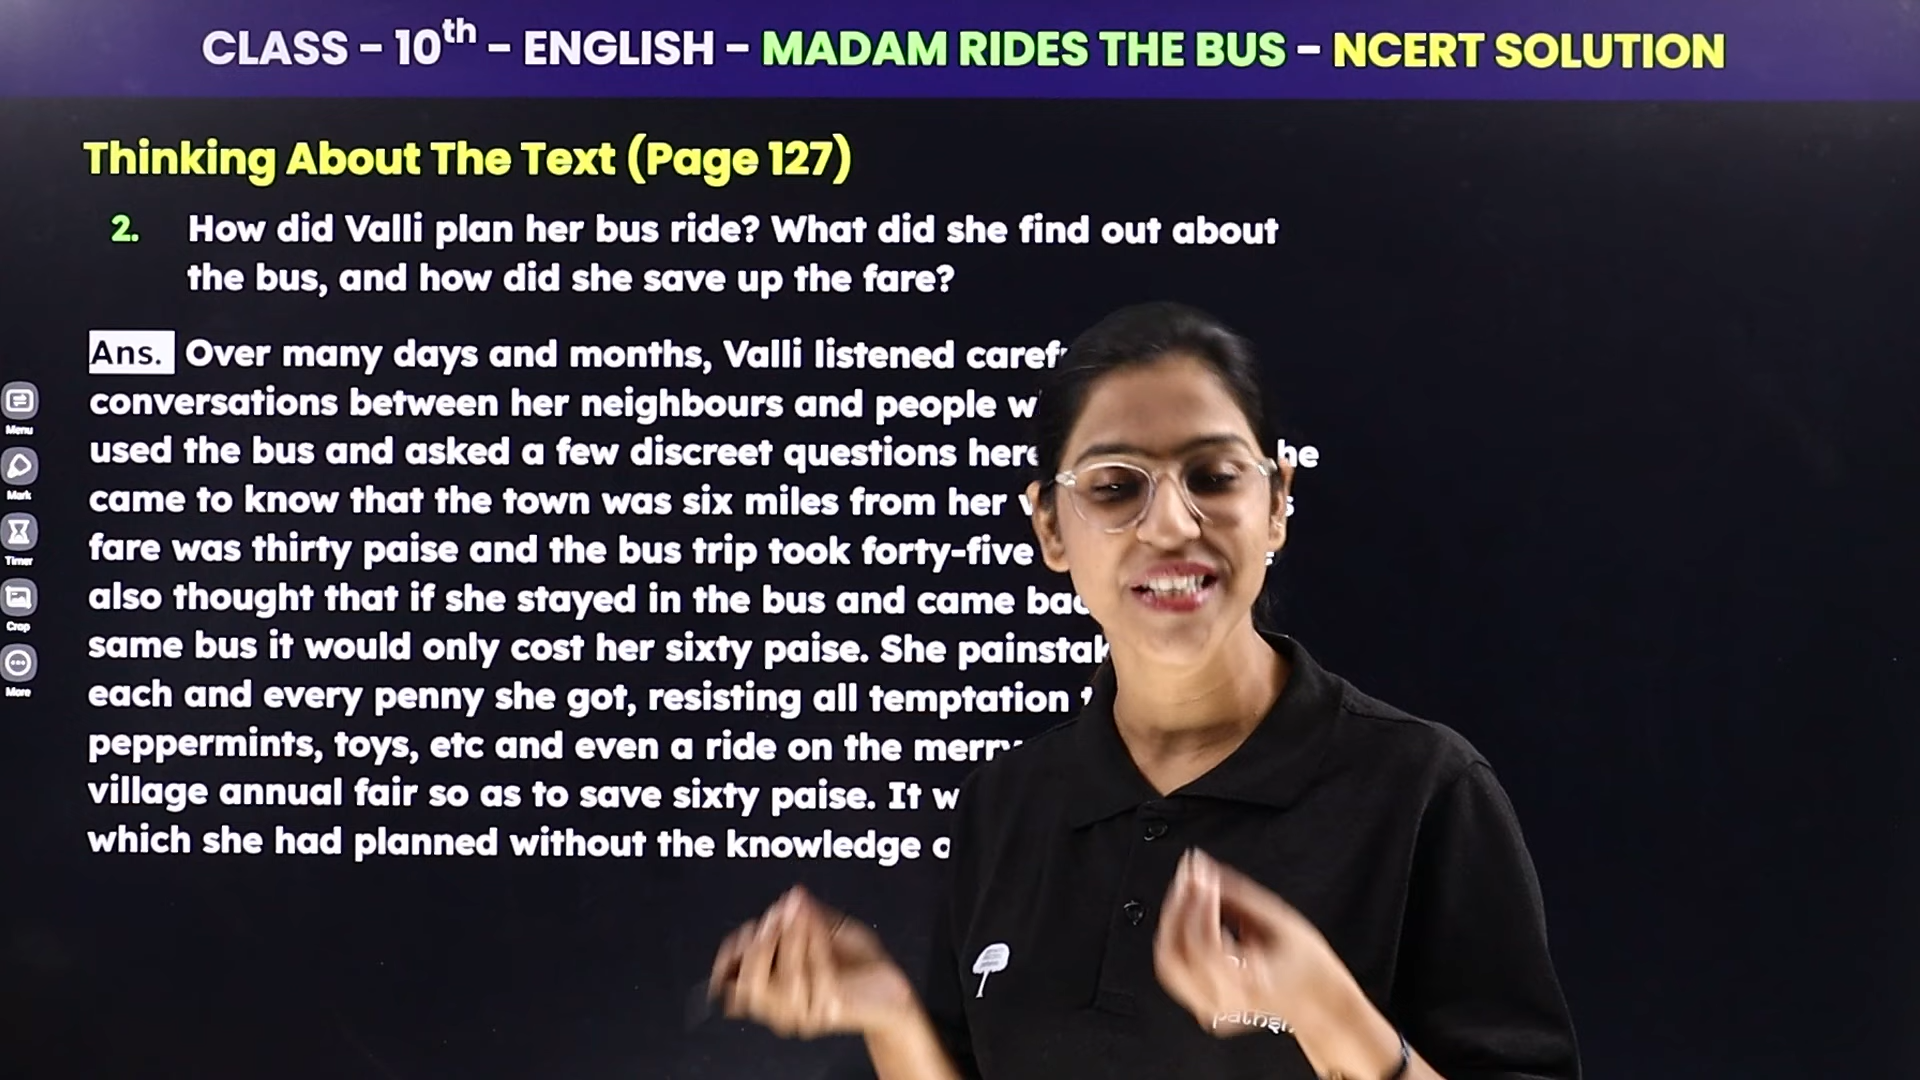 CLASS – 10th – ENGLISH – MADAM RIDES THE BUS – NCERT SOLUTION
Thinking About The Text (Page 127)
2. How did Valli plan her bus ride? What did she find out about
the bus, and how did she save up the fare?
Ans. Over many days and months, Valli listened
conversations between her neighbours and people
used the bus and asked a few discreet questions
came to know that the town was six miles from her
fare was thirty paise and the bus trip took forty-five
also thought that if she stayed in the bus and came
same bus it would only cost her sixty paise. She
each and every penny she got, resisting all temptation
peppermints, toys, etc and even a ride on the
village annual fair so as to save sixty paise. It
which she had planned without the knowledge
Menu
Mark
Timer
Crop
More